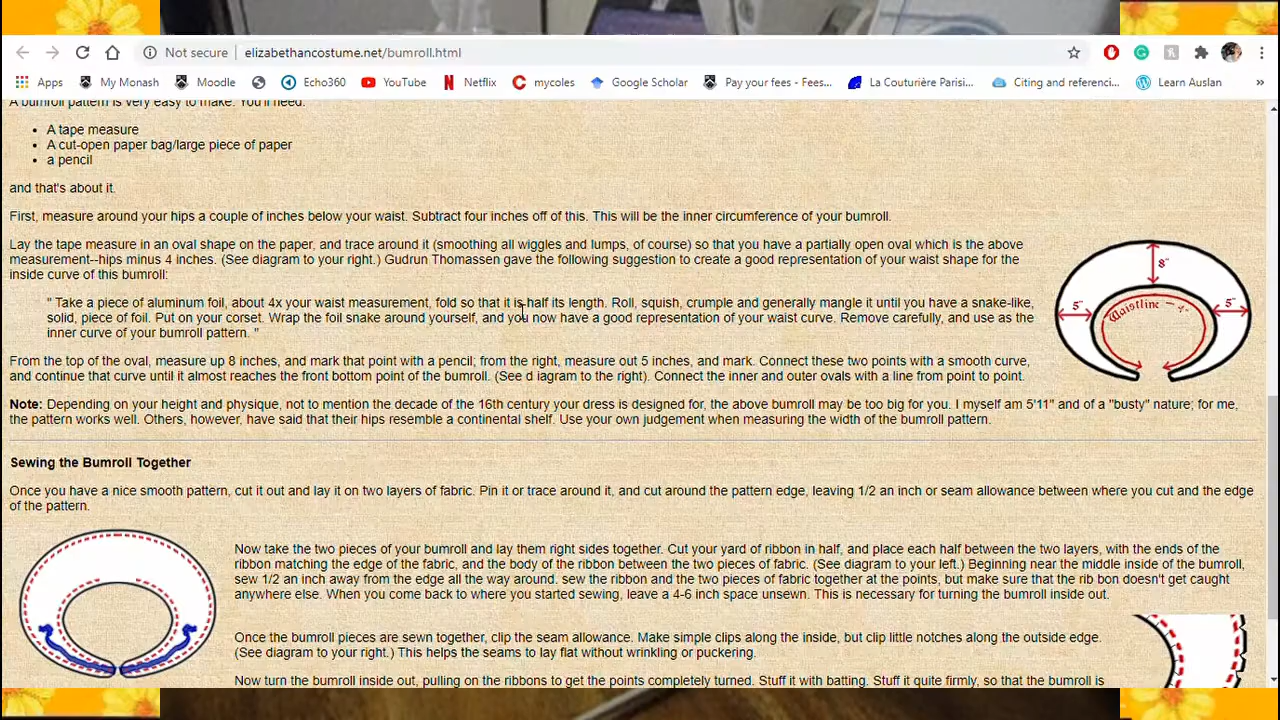 Not secure elizabethancostume.net/bumroll.html
Apps My Monash Moodle Echo360 YouTube Netflix mycoles Google Scholar Pay your fees - Fees... La Couturière Parisi... Citing and referenci... Learn Auslan »
A bumroll pattern is very easy to make. You'll need:
• A tape measure
• A cut-open paper bag/large piece of paper
• a pencil
and that's about it.
First, measure around your hips a couple of inches below your waist. Subtract four inches off of this. This will be the inner circumference of your bumroll.
Lay the tape measure in an oval shape on the paper, and trace around it (smoothing all wiggles and lumps, of course) so that you have a partially open oval which is the above
measurement--hips minus 4 inches. (See diagram to your right.) Gudrun Thomassen gave the following suggestion to create a good representation of your waist shape for the
inside curve of this bumroll:
" Take a piece of aluminum foil, about 4x your waist measurement, fold so that it is half its length. Roll, squish, crumple and generally mangle it until you have a snake-like,
solid, piece of foil. Put on your corset. Wrap the foil snake around yourself, and you now have a good representation of your waist curve. Remove carefully, and use as the
inner curve of your bumroll pattern. "
8"
5"
5"
Waistline - 4"
From the top of the oval, measure up 8 inches, and mark that point with a pencil; from the right, measure out 5 inches, and mark. Connect these two points with a smooth curve,
and continue that curve until it almost reaches the front bottom point of the bumroll. (See d iagram to the right). Connect the inner and outer ovals with a line from point to point.
Note: Depending on your height and physique, not to mention the decade of the 16th century your dress is designed for, the above bumroll may be too big for you. I myself am 5'11" and of a "busty" nature; for me,
the pattern works well. Others, however, have said that their hips resemble a continental shelf. Use your own judgement when measuring the width of the bumroll pattern.
Sewing the Bumroll Together
Once you have a nice smooth pattern, cut it out and lay it on two layers of fabric. Pin it or trace around it, and cut around the pattern edge, leaving 1/2 an inch or seam allowance between where you cut and the edge
of the pattern.
Now take the two pieces of your bumroll and lay them right sides together. Cut your yard of ribbon in half, and place each half between the two layers, with the ends of the
ribbon matching the edge of the fabric, and the body of the ribbon between the two pieces of fabric. (See diagram to your left.) Beginning near the middle inside of the bumroll,
sew 1/2 an inch away from the edge all the way around. sew the ribbon and the two pieces of fabric together at the points, but make sure that the rib bon doesn't get caught
anywhere else. When you come back to where you started sewing, leave a 4-6 inch space unsewn. This is necessary for turning the bumroll inside out.
Once the bumroll pieces are sewn together, clip the seam allowance. Make simple clips along the inside, but clip little notches along the outside edge.
(See diagram to your right.) This helps the seams to lay flat without wrinkling or puckering.
Now turn the bumroll inside out, pulling on the ribbons to get the points completely turned. Stuff it with batting. Stuff it quite firmly, so that the bumroll is